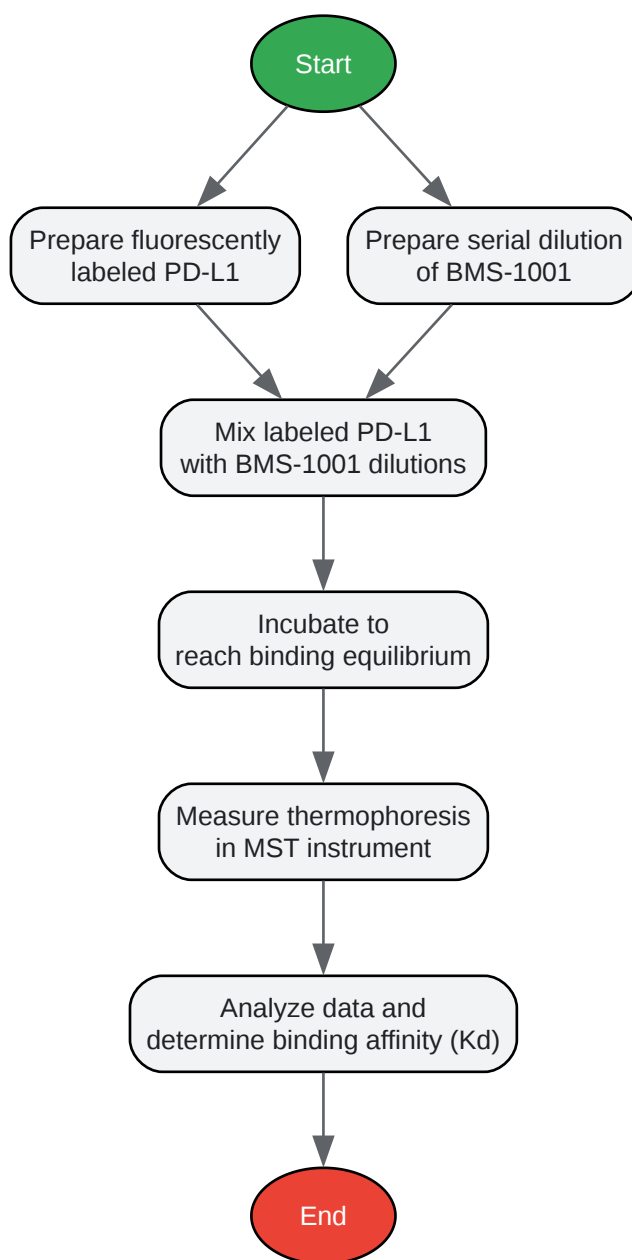 Start
Prepare fluorescently
labeled PD-L1
Prepare serial dilution
of BMS-1001
Mix labeled PD-L1
with BMS-1001 dilutions
Incubate to
reach binding equilibrium
Measure thermophoresis
in MST instrument
Analyze data and
determine binding affinity (Kd)
End